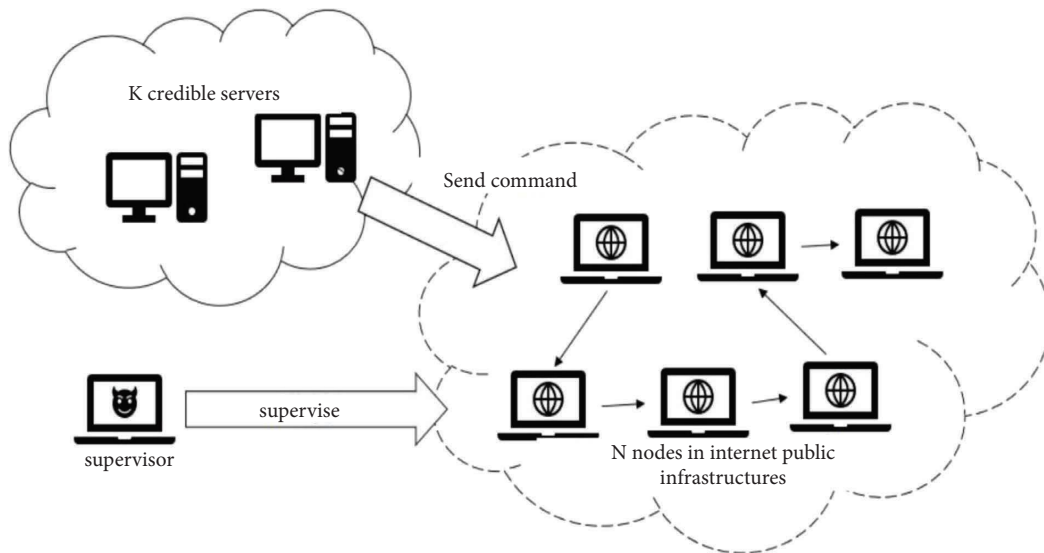 K credible servers
Send command
supervise
supervisor
N nodes in internet public
infrastructures